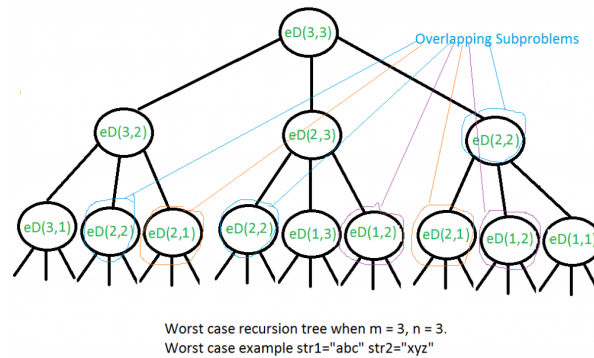 eD(3,3)
Overlapping Subproblems
eD(3,2) eD(2,3) eD(2,2)
eD(3,1) eD(2,2) eD(2,1) eD(2,2) eD(1,3) eD(1,2) eD(2,1) eD(1,2) eD(1,1)
Worst case recursion tree when m = 3, n = 3.
Worst case example str1="abc" str2="xyz"